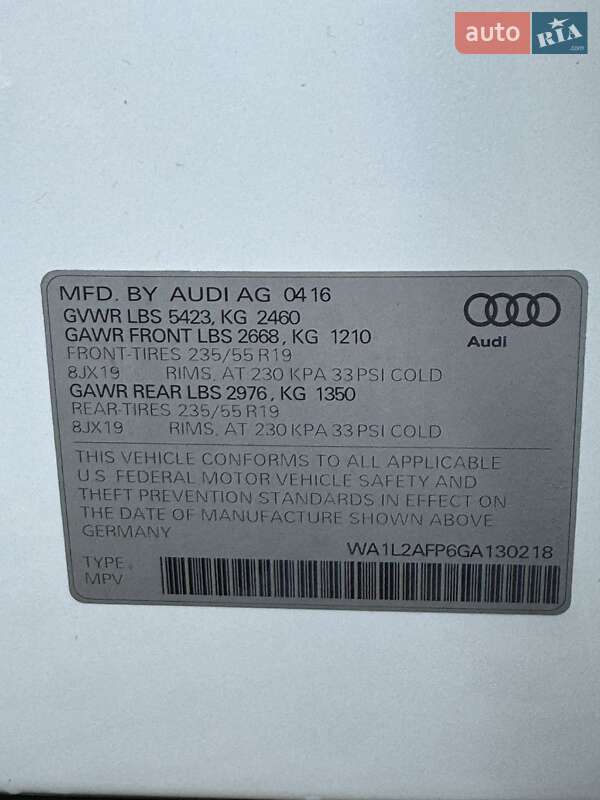 auto RIA .com
MFD. BY AUDI AG 04 16
GVWR LBS 5423, KG 2460
GAWR FRONT LBS 2668, KG 1210
FRONT-TIRES 235/55 R19
8JX19 RIMS, AT 230 KPA 33 PSI COLD
GAWR REAR LBS 2976, KG 1350
REAR-TIRES 235/55 R19
8JX19 RIMS, AT 230 KPA 33 PSI COLD
Audi
THIS VEHICLE CONFORMS TO ALL APPLICABLE
U.S. FEDERAL MOTOR VEHICLE SAFETY AND
THEFT PREVENTION STANDARDS IN EFFECT ON
THE DATE OF MANUFACTURE SHOWN ABOVE
GERMANY
WA1L2AFP6GA130218
TYPE:
MPV